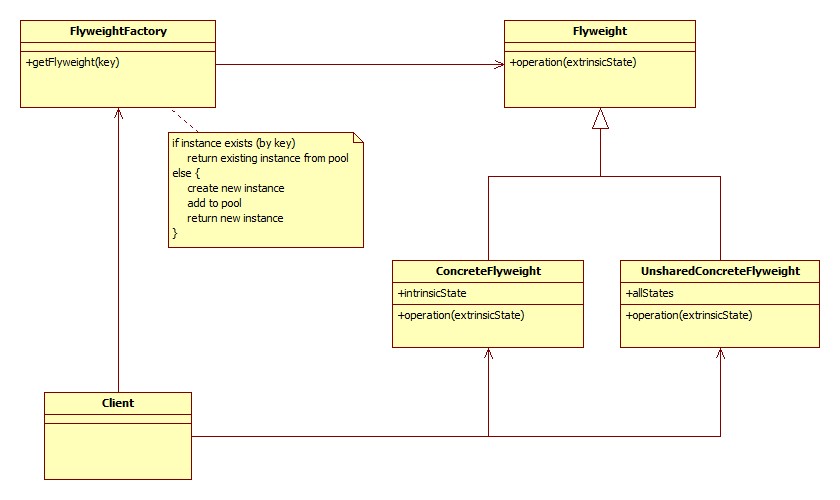 FlyweightFactory
+getFlyweight(key)
Flyweight
+operation(extrinsicState)
if instance exists (by key)
return existing instance from pool
else {
create new instance
add to pool
return new instance
}
ConcreteFlyweight
+intrinsicState
+operation(extrinsicState)
UnsharedConcreteFlyweight
+allStates
+operation(extrinsicState)
Client